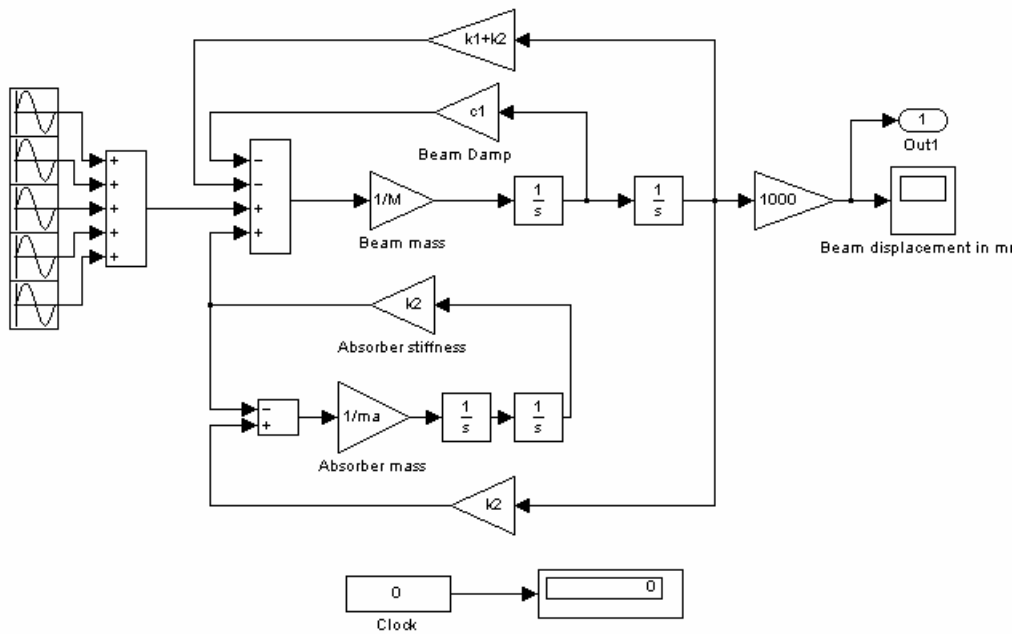 k1+k2
c1
Beam Damp
1
Out1
+
+
+
+
+
−
−
+
+
1/M
Beam mass
1
s
1
s
1000
Beam displacement in
k2
Absorber stiffness
−
+
1/ma
Absorber mass
1
s
1
s
k2
0
Clock
0